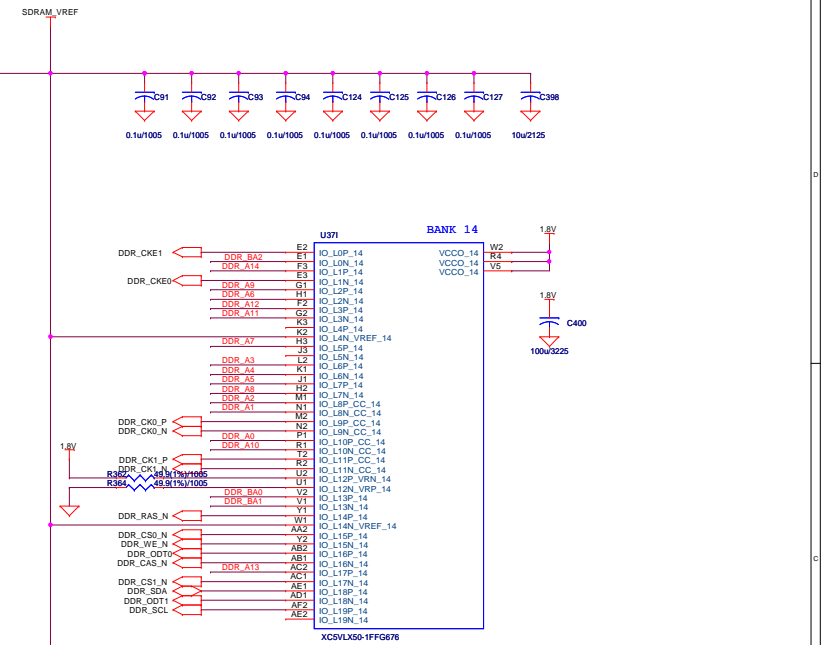 SDRAM_VREF
C91 C92 C93 C94 C124 C125 C126 C127 C398
0.1u/1005 0.1u/1005 0.1u/1005 0.1u/1005 0.1u/1005 0.1u/1005 0.1u/1005 0.1u/1005 10u/2125
D
U37I BANK 14 1.8V
DDR_CKE1 E2 IO_L0P_14 VCCO_14 W2
DDR_BA2 E1 IO_L0N_14 VCCO_14 R4
DDR_A14 F3 IO_L1P_14 VCCO_14 V5
DDR_CKE0 E3 IO_L1N_14
DDR_A9 G1 IO_L2P_14
DDR_A6 H1 IO_L2N_14 1.8V
DDR_A12 F2 IO_L3P_14
DDR_A11 G2 IO_L3N_14
K3 IO_L4P_14 C400
K2 IO_L4N_VREF_14
DDR_A7 H3 IO_L5P_14
J3 IO_L5N_14 100u/3225
DDR_A3 L2 IO_L6P_14
DDR_A4 K1 IO_L6N_14
DDR_A5 J1 IO_L7P_14
DDR_A8 H2 IO_L7N_14
DDR_A2 M1 IO_L8P_CC_14
DDR_A1 N1 IO_L8N_CC_14
DDR_CK0_P M2 IO_L9P_CC_14
DDR_CK0_N N2 IO_L9N_CC_14
DDR_A0 P1 IO_L10P_CC_14
1.8V DDR_A10 R1 IO_L10N_CC_14
DDR_CK1_P T2 IO_L11P_CC_14
DDR_CK1_N R2 IO_L11N_CC_14
R362 49.9(1%)/1005 U2 IO_L12P_VRN_14
R364 49.9(1%)/1005 U1 IO_L12N_VRP_14
DDR_BA0 V2 IO_L13P_14
DDR_BA1 V1 IO_L13N_14
DDR_RAS_N Y1 IO_L14P_14
W1 IO_L14N_VREF_14
DDR_CS0_N AA2 IO_L15P_14
DDR_WE_N Y2 IO_L15N_14
DDR_ODT0 AB2 IO_L16P_14
DDR_CAS_N AB1 IO_L16N_14
C
DDR_A13 AC2 IO_L17P_14
DDR_CS1_N AC1 IO_L17N_14
DDR_SDA AE1 IO_L18P_14
DDR_ODT1 AD1 IO_L18N_14
DDR_SCL AF2 IO_L19P_14
AE2 IO_L19N_14
XC5VLX50-1FFG676